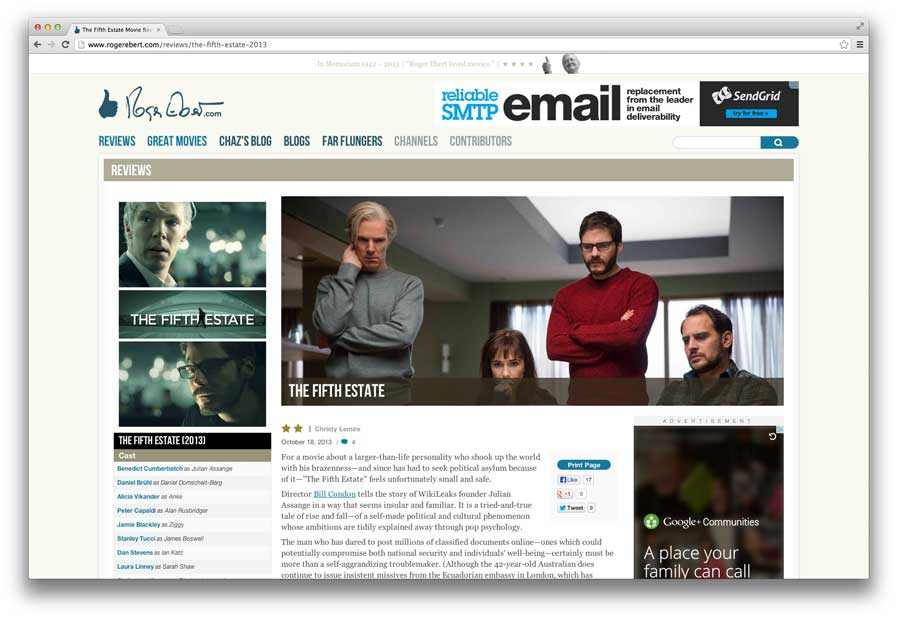 The Fifth Estate Movie Re
www.rogerebert.com/reviews/the-fifth-estate-2013
In Memoriam 1942 – 2013 | "Roger Ebert loved movies." | ★ ★ ★ ★
Roger Ebert.com
reliable SMTP email replacement from the leader in email deliverability
SendGrid
try for free >
REVIEWS GREAT MOVIES CHAZ'S BLOG BLOGS FAR FLUNGERS CHANNELS CONTRIBUTORS
REVIEWS
THE FIFTH ESTATE
THE FIFTH ESTATE (2013)
Cast
Benedict Cumberbatch as Julian Assange
Daniel Brühl as Daniel Domscheit-Berg
Alicia Vikander as Anke
Peter Capaldi as Alan Rusbridger
Jamie Blackley as Ziggy
Stanley Tucci as James Boswell
Dan Stevens as Ian Katz
Laura Linney as Sarah Shaw
THE FIFTH ESTATE
★★ | Christy Lemire
October 18, 2013 | 4
For a movie about a larger-than-life personality who shook up the world
with his brazenness—and since has had to seek political asylum because
of it—"The Fifth Estate" feels unfortunately small and safe.
Director Bill Condon tells the story of WikiLeaks founder Julian
Assange in a way that seems insular and familiar. It is a tried-and-true
tale of rise and fall—of a self-made political and cultural phenomenon
whose ambitions are tidily explained away through pop psychology.
The man who has dared to post millions of classified documents online—ones which could
potentially compromise both national security and individuals' well-being—certainly must be
more than a self-aggrandizing troublemaker. (Although the 42-year-old Australian does
continue to issue insistent missives from the Ecuadorian embassy in London, which has
Print Page
Like 17
+1 0
Tweet 9
ADVERTISEMENT
Google+ Communities
A place your
family can call